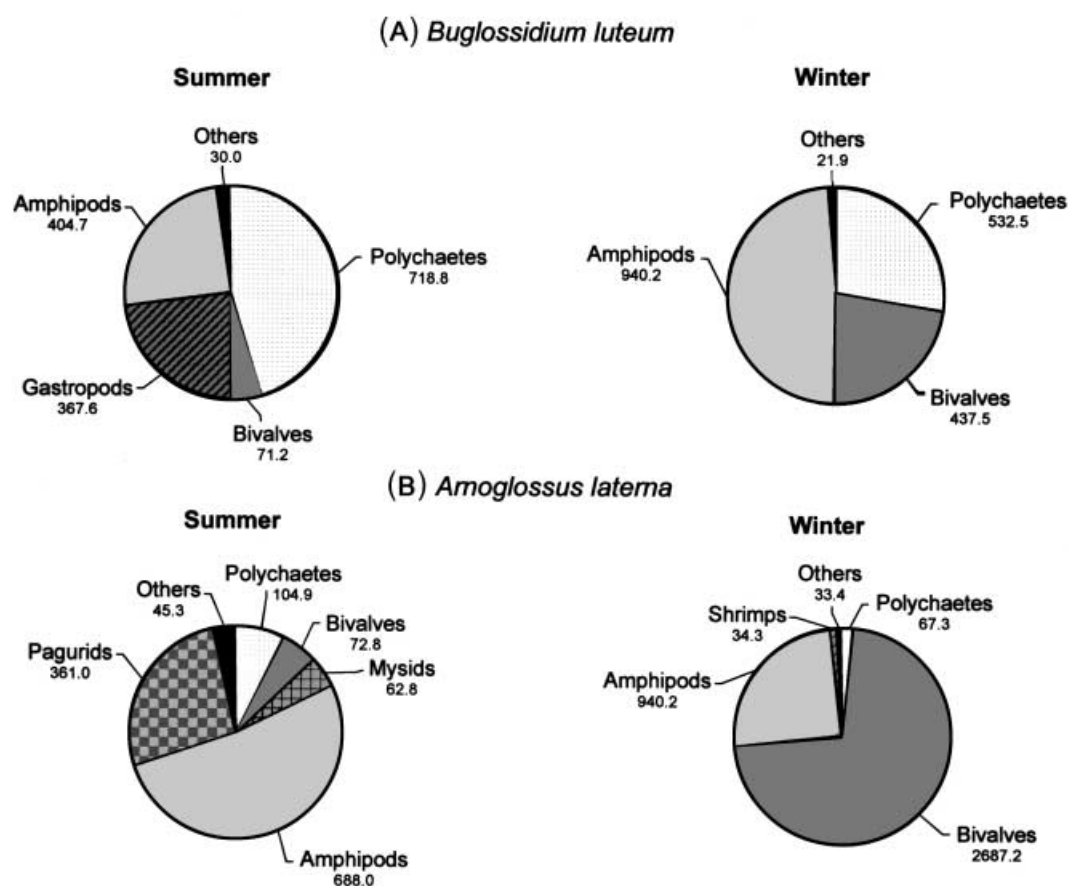 (A) Buglossidium luteum
Summer
Winter
Others
30.0
Amphipods
404.7
Polychaetes
718.8
Gastropods
367.6
Bivalves
71.2
Others
21.9
Polychaetes
532.5
Amphipods
940.2
Bivalves
437.5
(B) Arnoglossus laterna
Summer
Winter
Others
45.3
Polychaetes
104.9
Bivalves
72.8
Mysids
62.8
Pagurids
361.0
Amphipods
688.0
Others
33.4
Shrimps
34.3
Polychaetes
67.3
Amphipods
940.2
Bivalves
2687.2